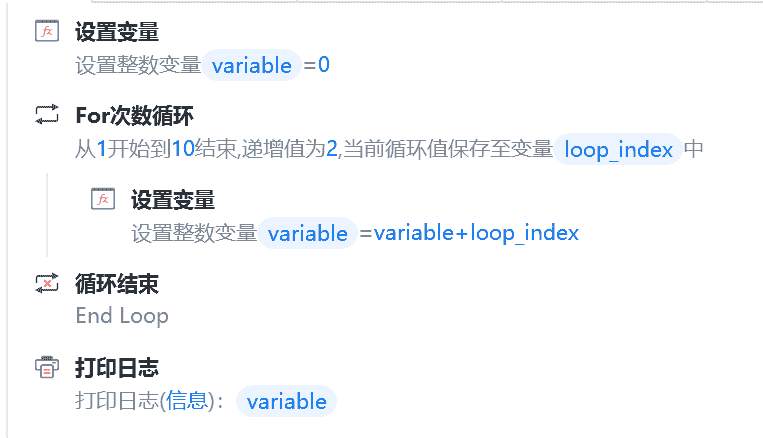 设置变量
设置整数变量 variable =0
For次数循环
从1开始到10结束,递增值为2,当前循环值保存至变量 loop_index 中
设置变量
设置整数变量 variable =variable+loop_index
循环结束
End Loop
打印日志
打印日志(信息)： variable